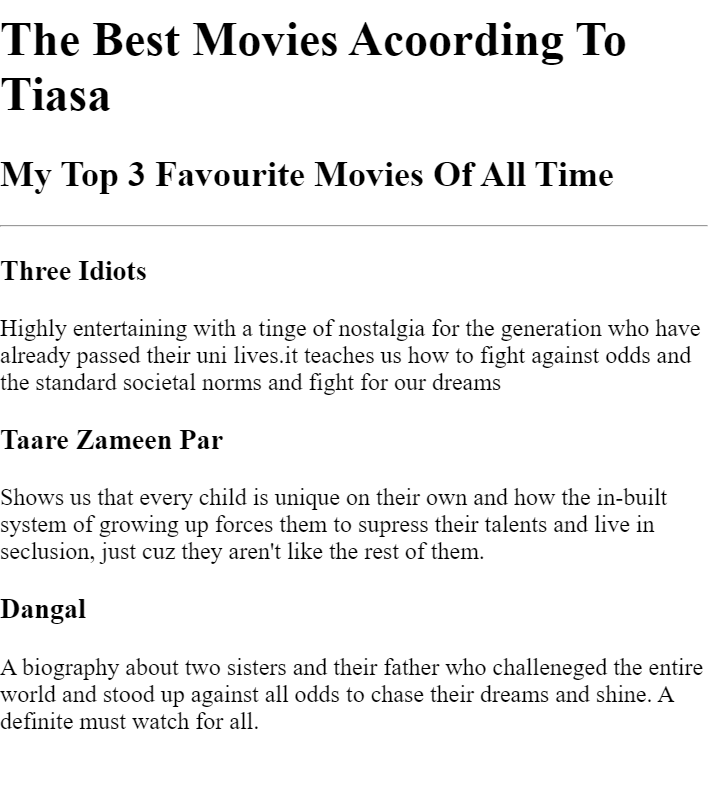 The Best Movies Acoording To
Tiasa
My Top 3 Favourite Movies Of All Time
Three Idiots
Highly entertaining with a tinge of nostalgia for the generation who have
already passed their uni lives.it teaches us how to fight against odds and
the standard societal norms and fight for our dreams
Taare Zameen Par
Shows us that every child is unique on their own and how the in-built
system of growing up forces them to supress their talents and live in
seclusion, just cuz they aren't like the rest of them.
Dangal
A biography about two sisters and their father who challeneged the entire
world and stood up against all odds to chase their dreams and shine. A
definite must watch for all.